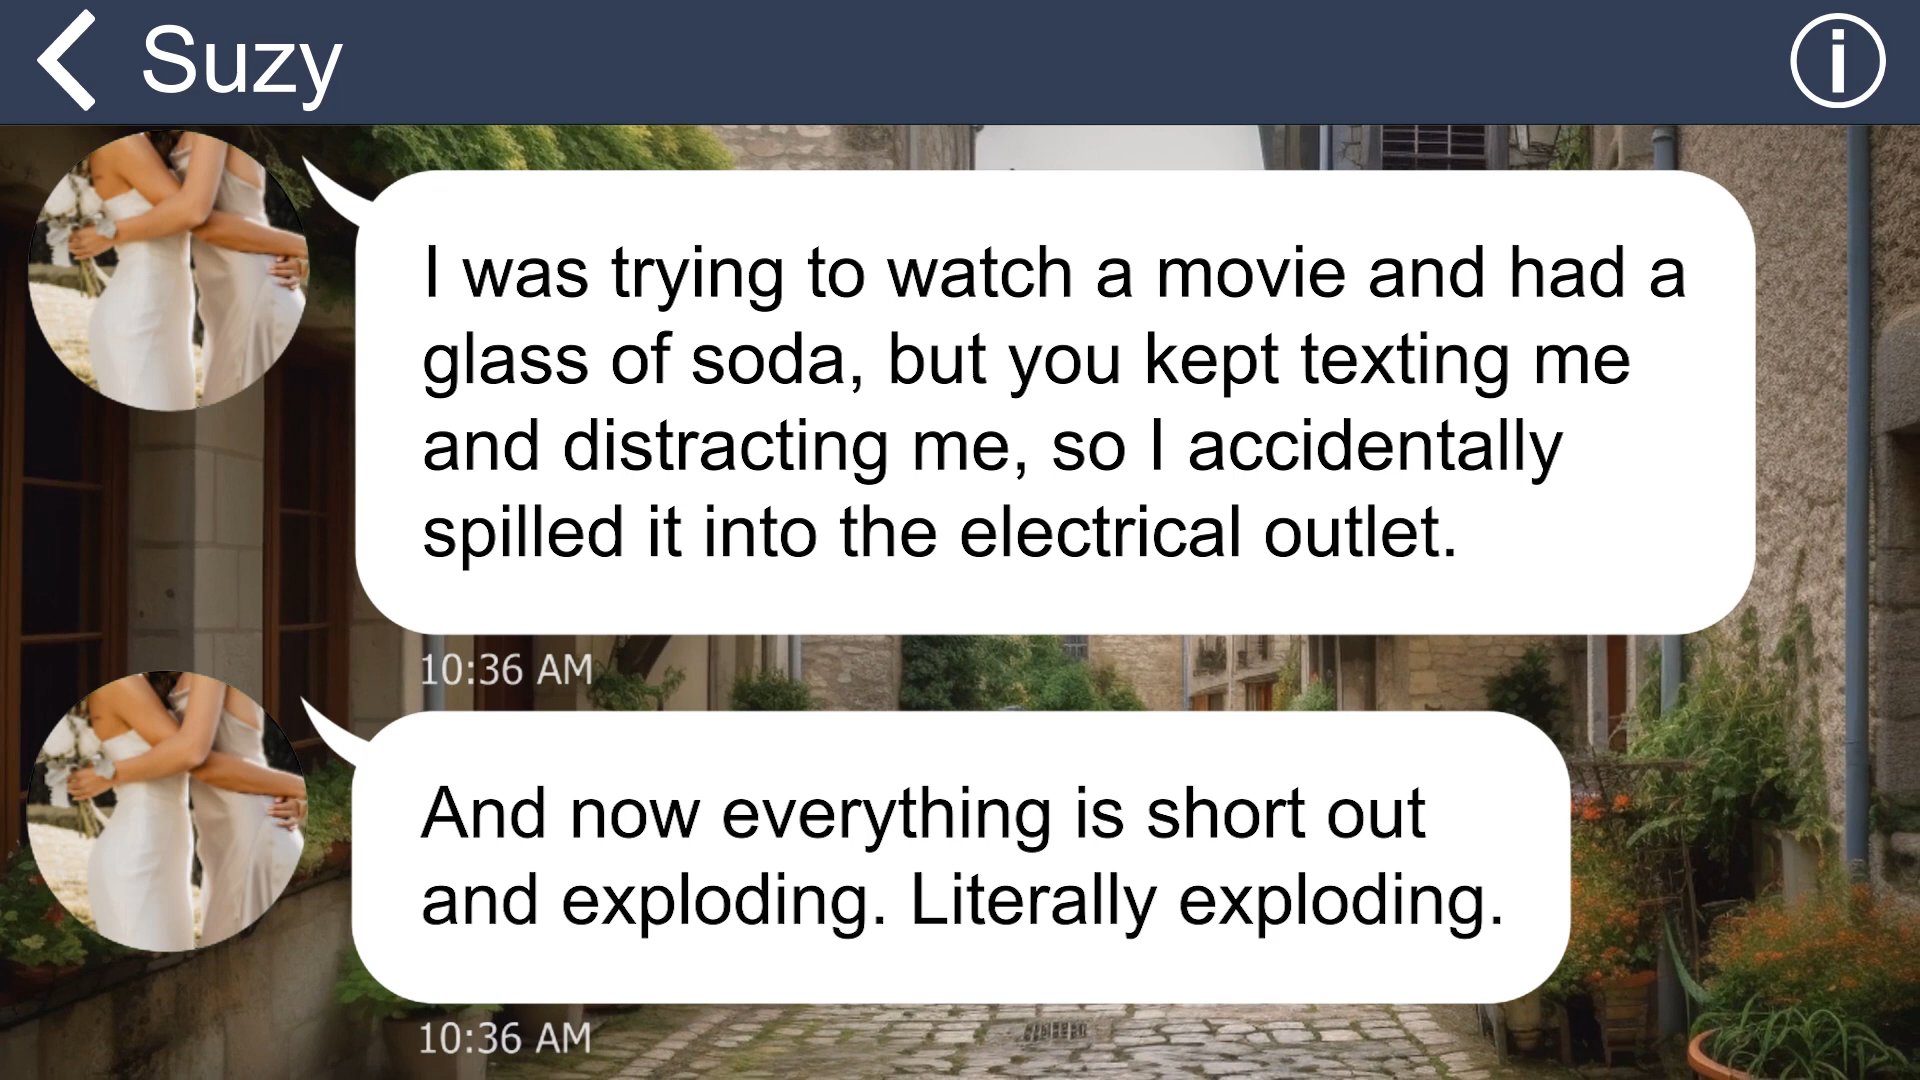 Suzy
I was trying to watch a movie and had a
glass of soda, but you kept texting me
and distracting me, so I accidentally
spilled it into the electrical outlet.
10:36 AM
And now everything is short out
and exploding. Literally exploding.
10:36 AM